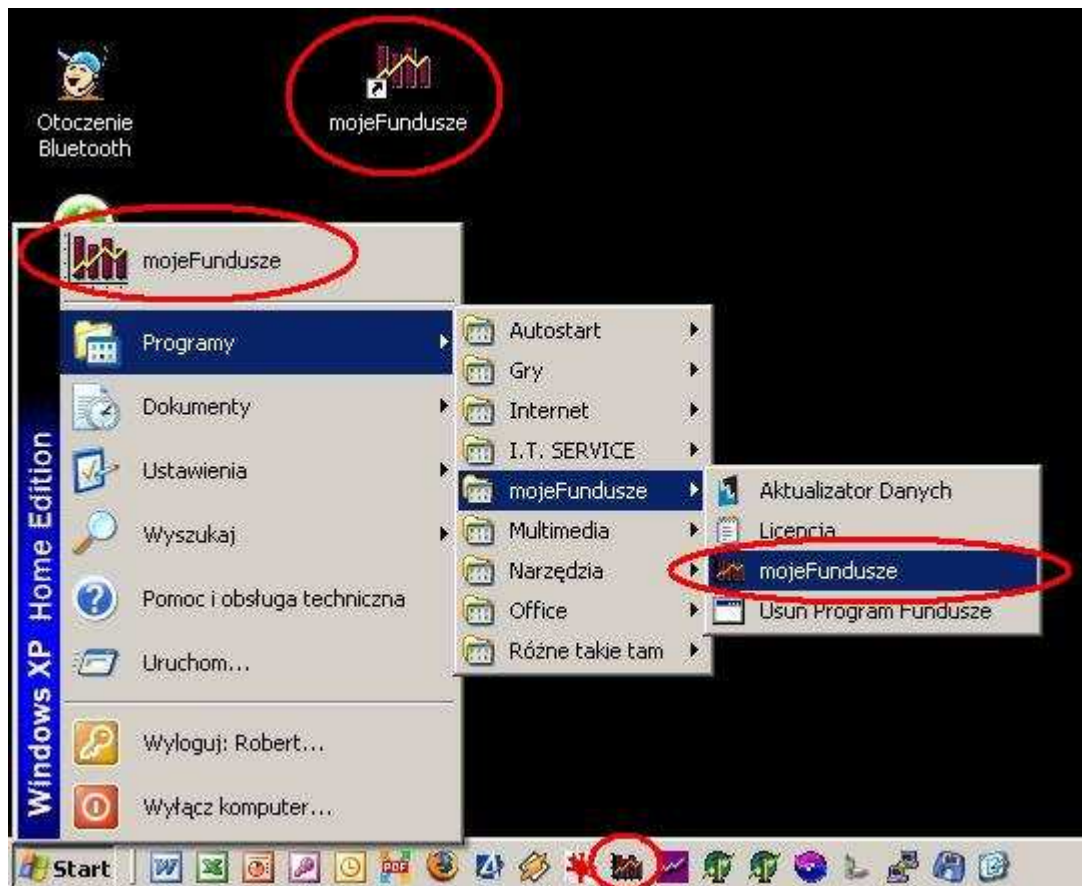 Otoczenie
Bluetooth
mojeFundusze
mojeFundusze
Programy
Dokumenty
Ustawienia
Wyszukaj
Pomoc i obsługa techniczna
Uruchom...
Wyloguj: Robert...
Wyłącz komputer...
Windows XP Home Edition
Autostart
Gry
Internet
I.T. SERVICE
mojeFundusze
Multimedia
Narzędzia
Office
Różne takie tam
Aktualizator Danych
Licencja
mojeFundusze
Usuń Program Fundusze
Start
PDF